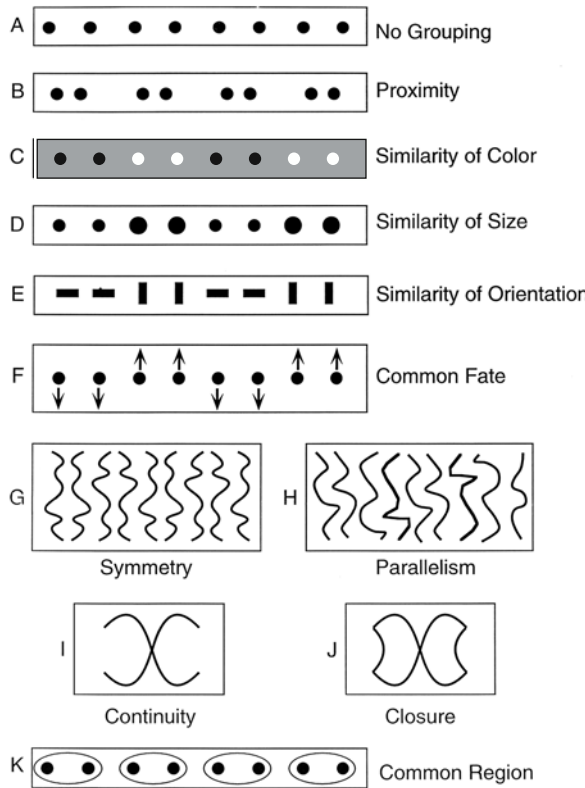 A No Grouping
B Proximity
C Similarity of Color
D Similarity of Size
E Similarity of Orientation
F Common Fate
G H
Symmetry Parallelism
I J
Continuity Closure
K Common Region